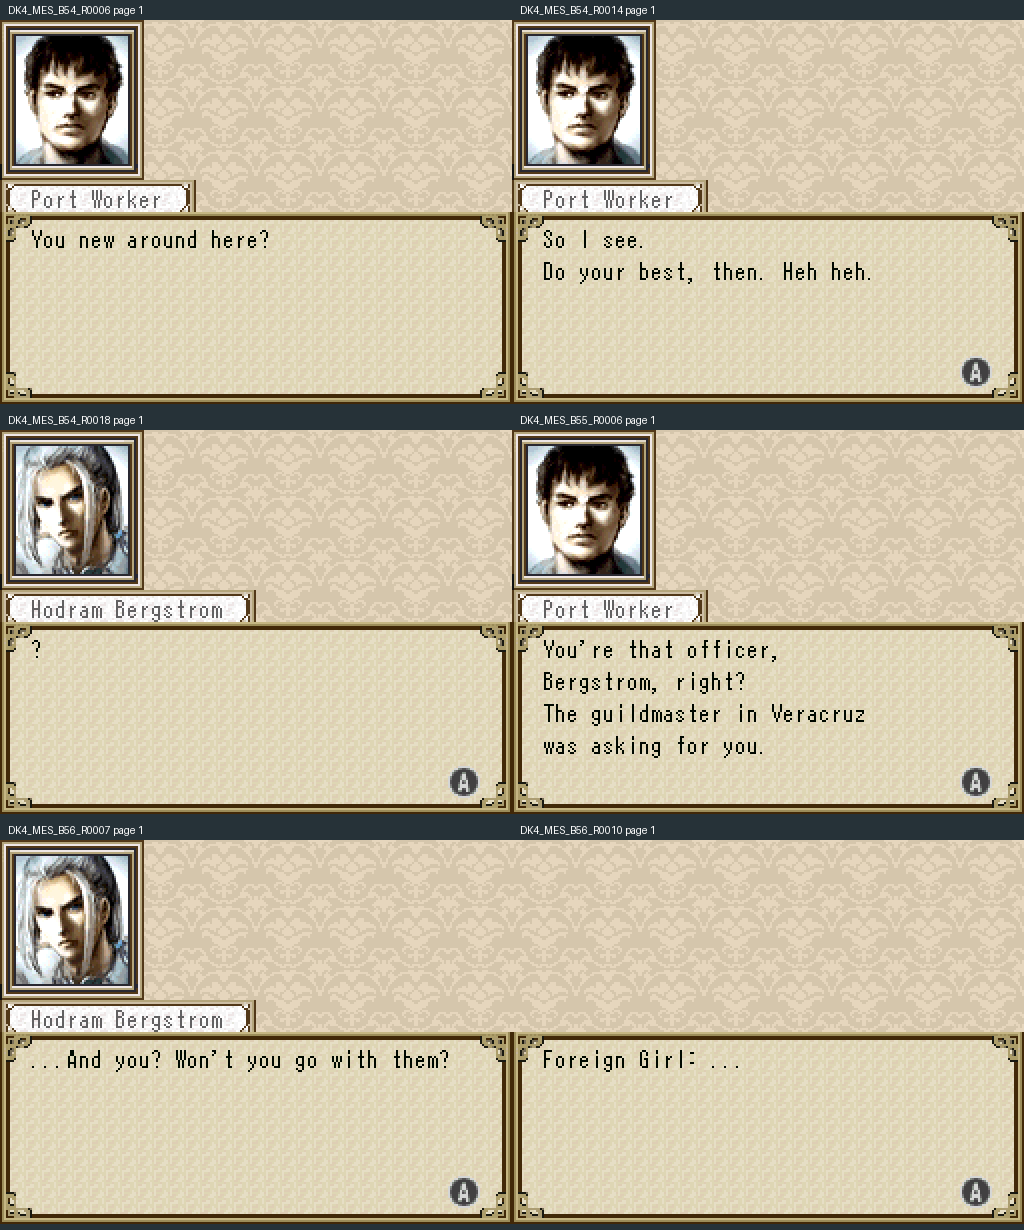 DK4_MES_B54_R0006 page 1
Port Worker
You new around here?
DK4_MES_B54_R0014 page 1
Port Worker
So I see.
Do your best, then. Heh heh.
A
DK4_MES_B54_R0018 page 1
Hodram Bergstrom
?
A
DK4_MES_B55_R0006 page 1
Port Worker
You're that officer,
Bergstrom, right?
The guildmaster in Veracruz
was asking for you.
A
DK4_MES_B56_R0007 page 1
Hodram Bergstrom
...And you? Won't you go with them?
A
DK4_MES_B56_R0010 page 1
Foreign Girl: ...
A